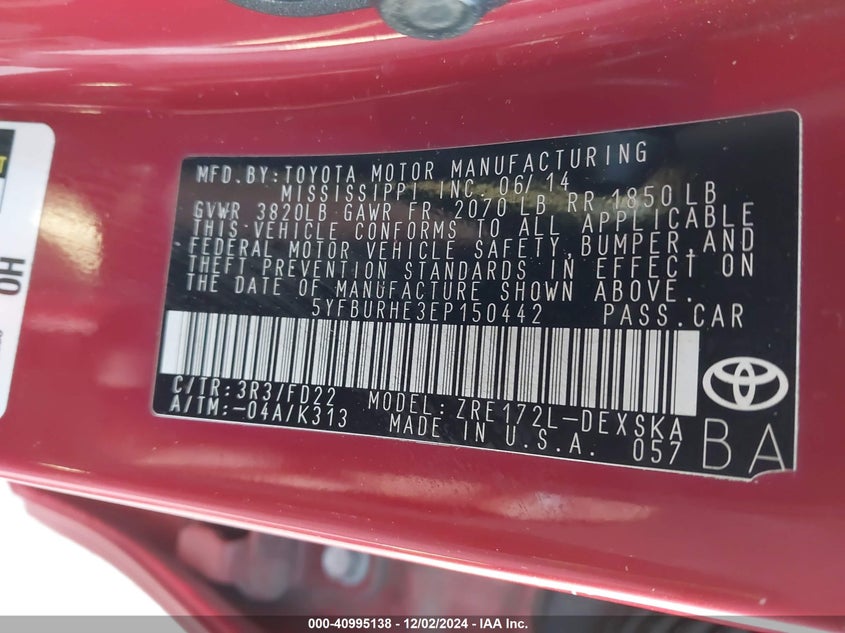 MFD.BY:TOYOTA MOTOR MANUFACTURING
MISSISSIPPI INC 06/14
GVWR 3820LB GAWR FR 2070 LB RR 1850 LB
THIS VEHICLE CONFORMS TO ALL APPLICABLE
FEDERAL MOTOR VEHICLE SAFETY,BUMPER,AND
THEFT PREVENTION STANDARDS IN EFFECT ON
THE DATE OF MANUFACTURE SHOWN ABOVE.
5YFBURHE3EP150442 PASS.CAR
C/TR:3R3/FD22 MODEL:ZRE172L-DEXSKA
A/TM:-04A/K313 MADE IN U.S.A. 057
BA
HO
000-40995138 - 12/02/2024 - IAA Inc.